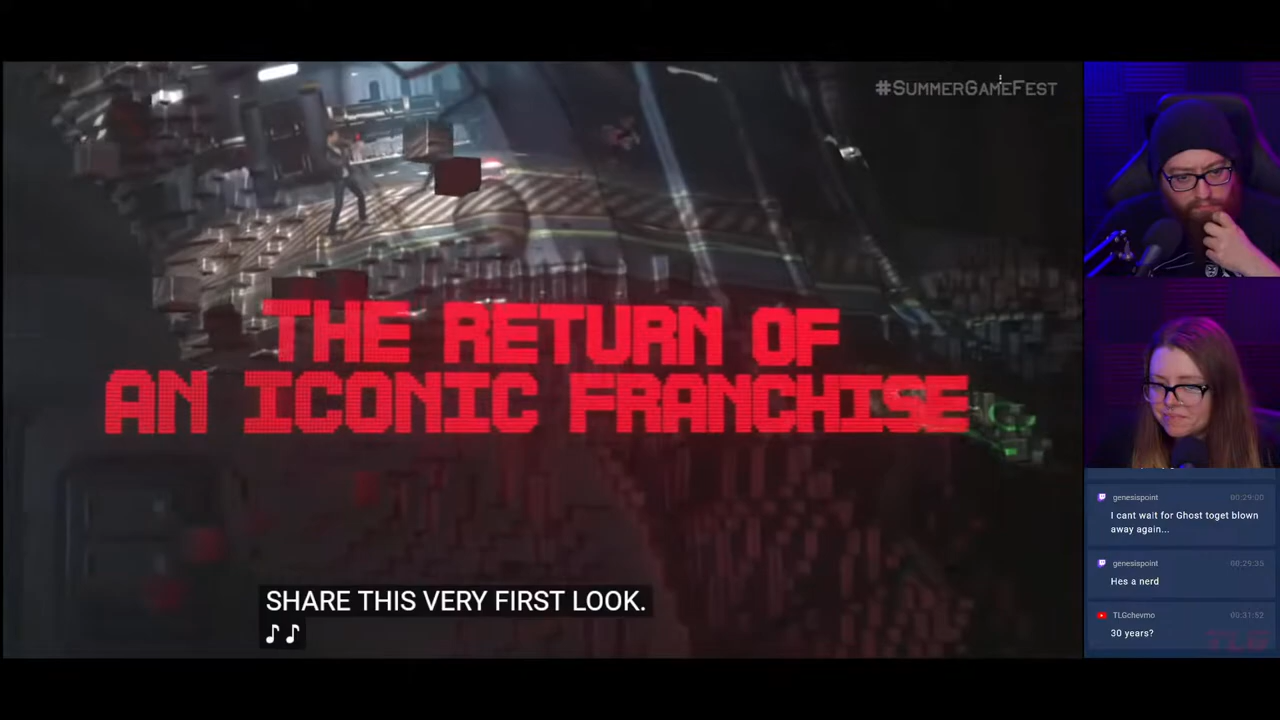 #SUMMERGAMEFEST
THE RETURN OF
AN ICONIC FRANCHISE
SHARE THIS VERY FIRST LOOK.
♪ ♪
genesispoint 00:29:00
I cant wait for Ghost toget blown
away again...
genesispoint 00:29:35
Hes a nerd
TLGchevmo 00:31:52
30 years?
TLG